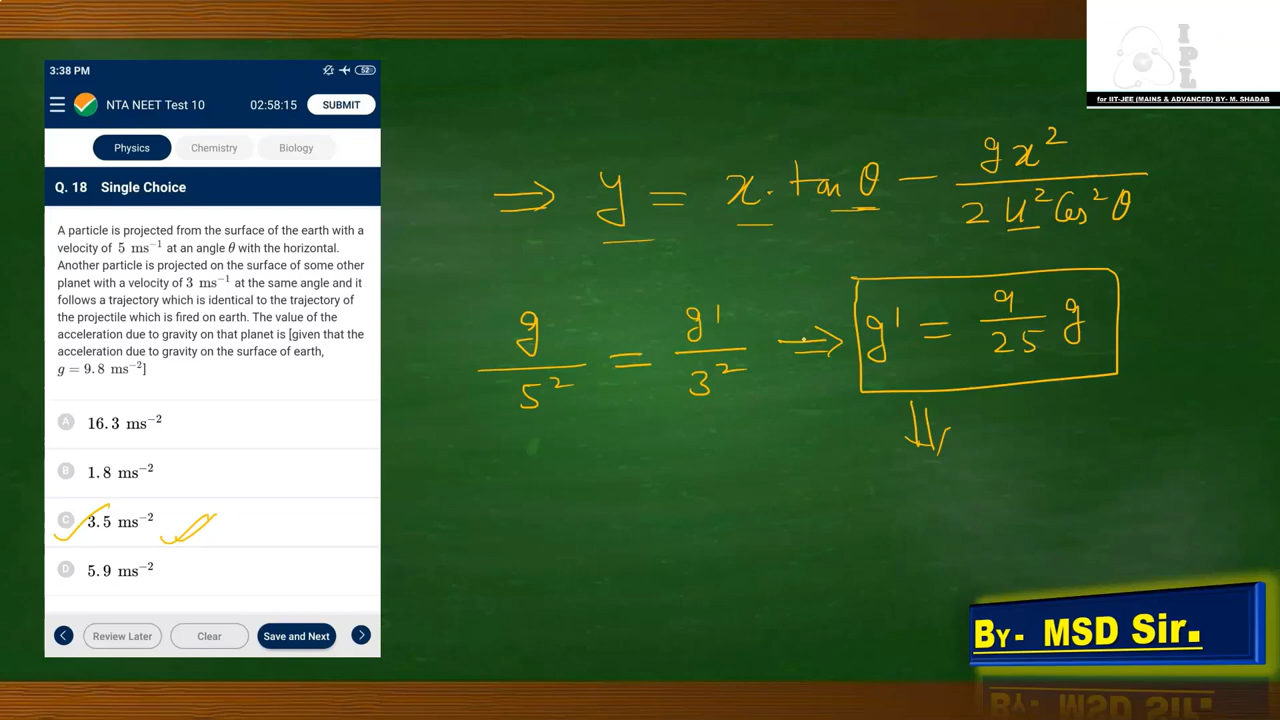 I
P
L
for IIT-JEE (MAINS & ADVANCED) BY- M. SHADAB
3:38 PM
52
NTA NEET Test 10 02:58:15 SUBMIT
Physics Chemistry Biology
Q. 18 Single Choice
A particle is projected from the surface of the earth with a
velocity of 5 ms⁻¹ at an angle θ with the horizontal.
Another particle is projected on the surface of some other
planet with a velocity of 3 ms⁻¹ at the same angle and it
follows a trajectory which is identical to the trajectory of
the projectile which is fired on earth. The value of the
acceleration due to gravity on that planet is [given that the
acceleration due to gravity on the surface of earth,
g = 9.8 ms⁻²]
A 16.3 ms⁻²
B 1.8 ms⁻²
C 3.5 ms⁻²
D 5.9 ms⁻²
Review Later Clear Save and Next
⇒ y = x · tan θ − gx² / 2 u² Cos² θ
g / 5² = g' / 3² ⇒ g' = 9/25 g
By- MSD Sir.